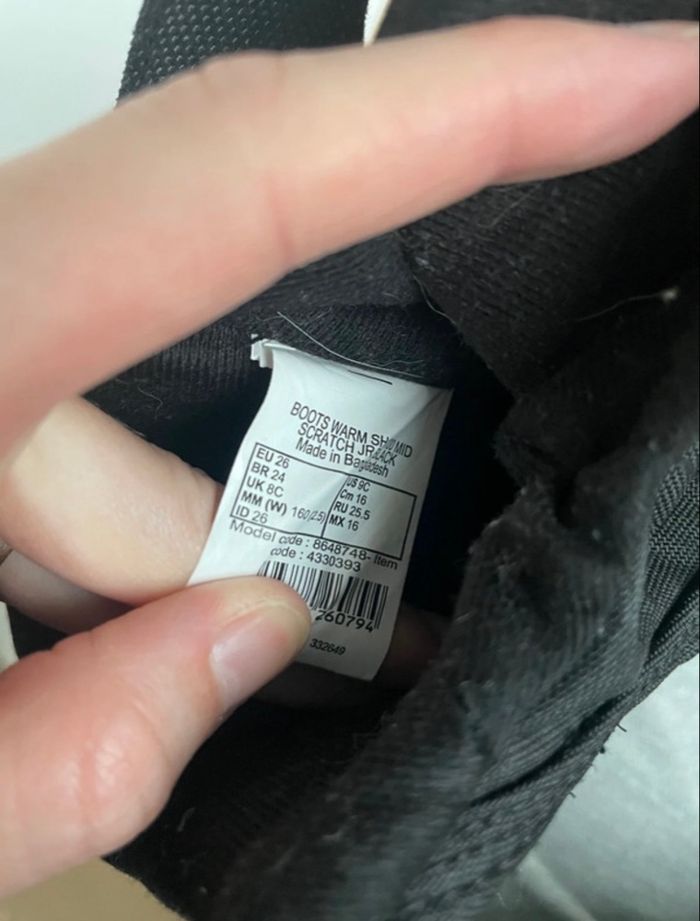 BOOTS WARM SH MID
SCRATCH JR
Made in Bangladesh
EU 26 US 9C
BR 24 Cm 16
UK 8C RU 25.5
MM (W) 160 (2.5) MX 16
ID 26
Model code : 8648748- Item
code : 4330393
260794
332649